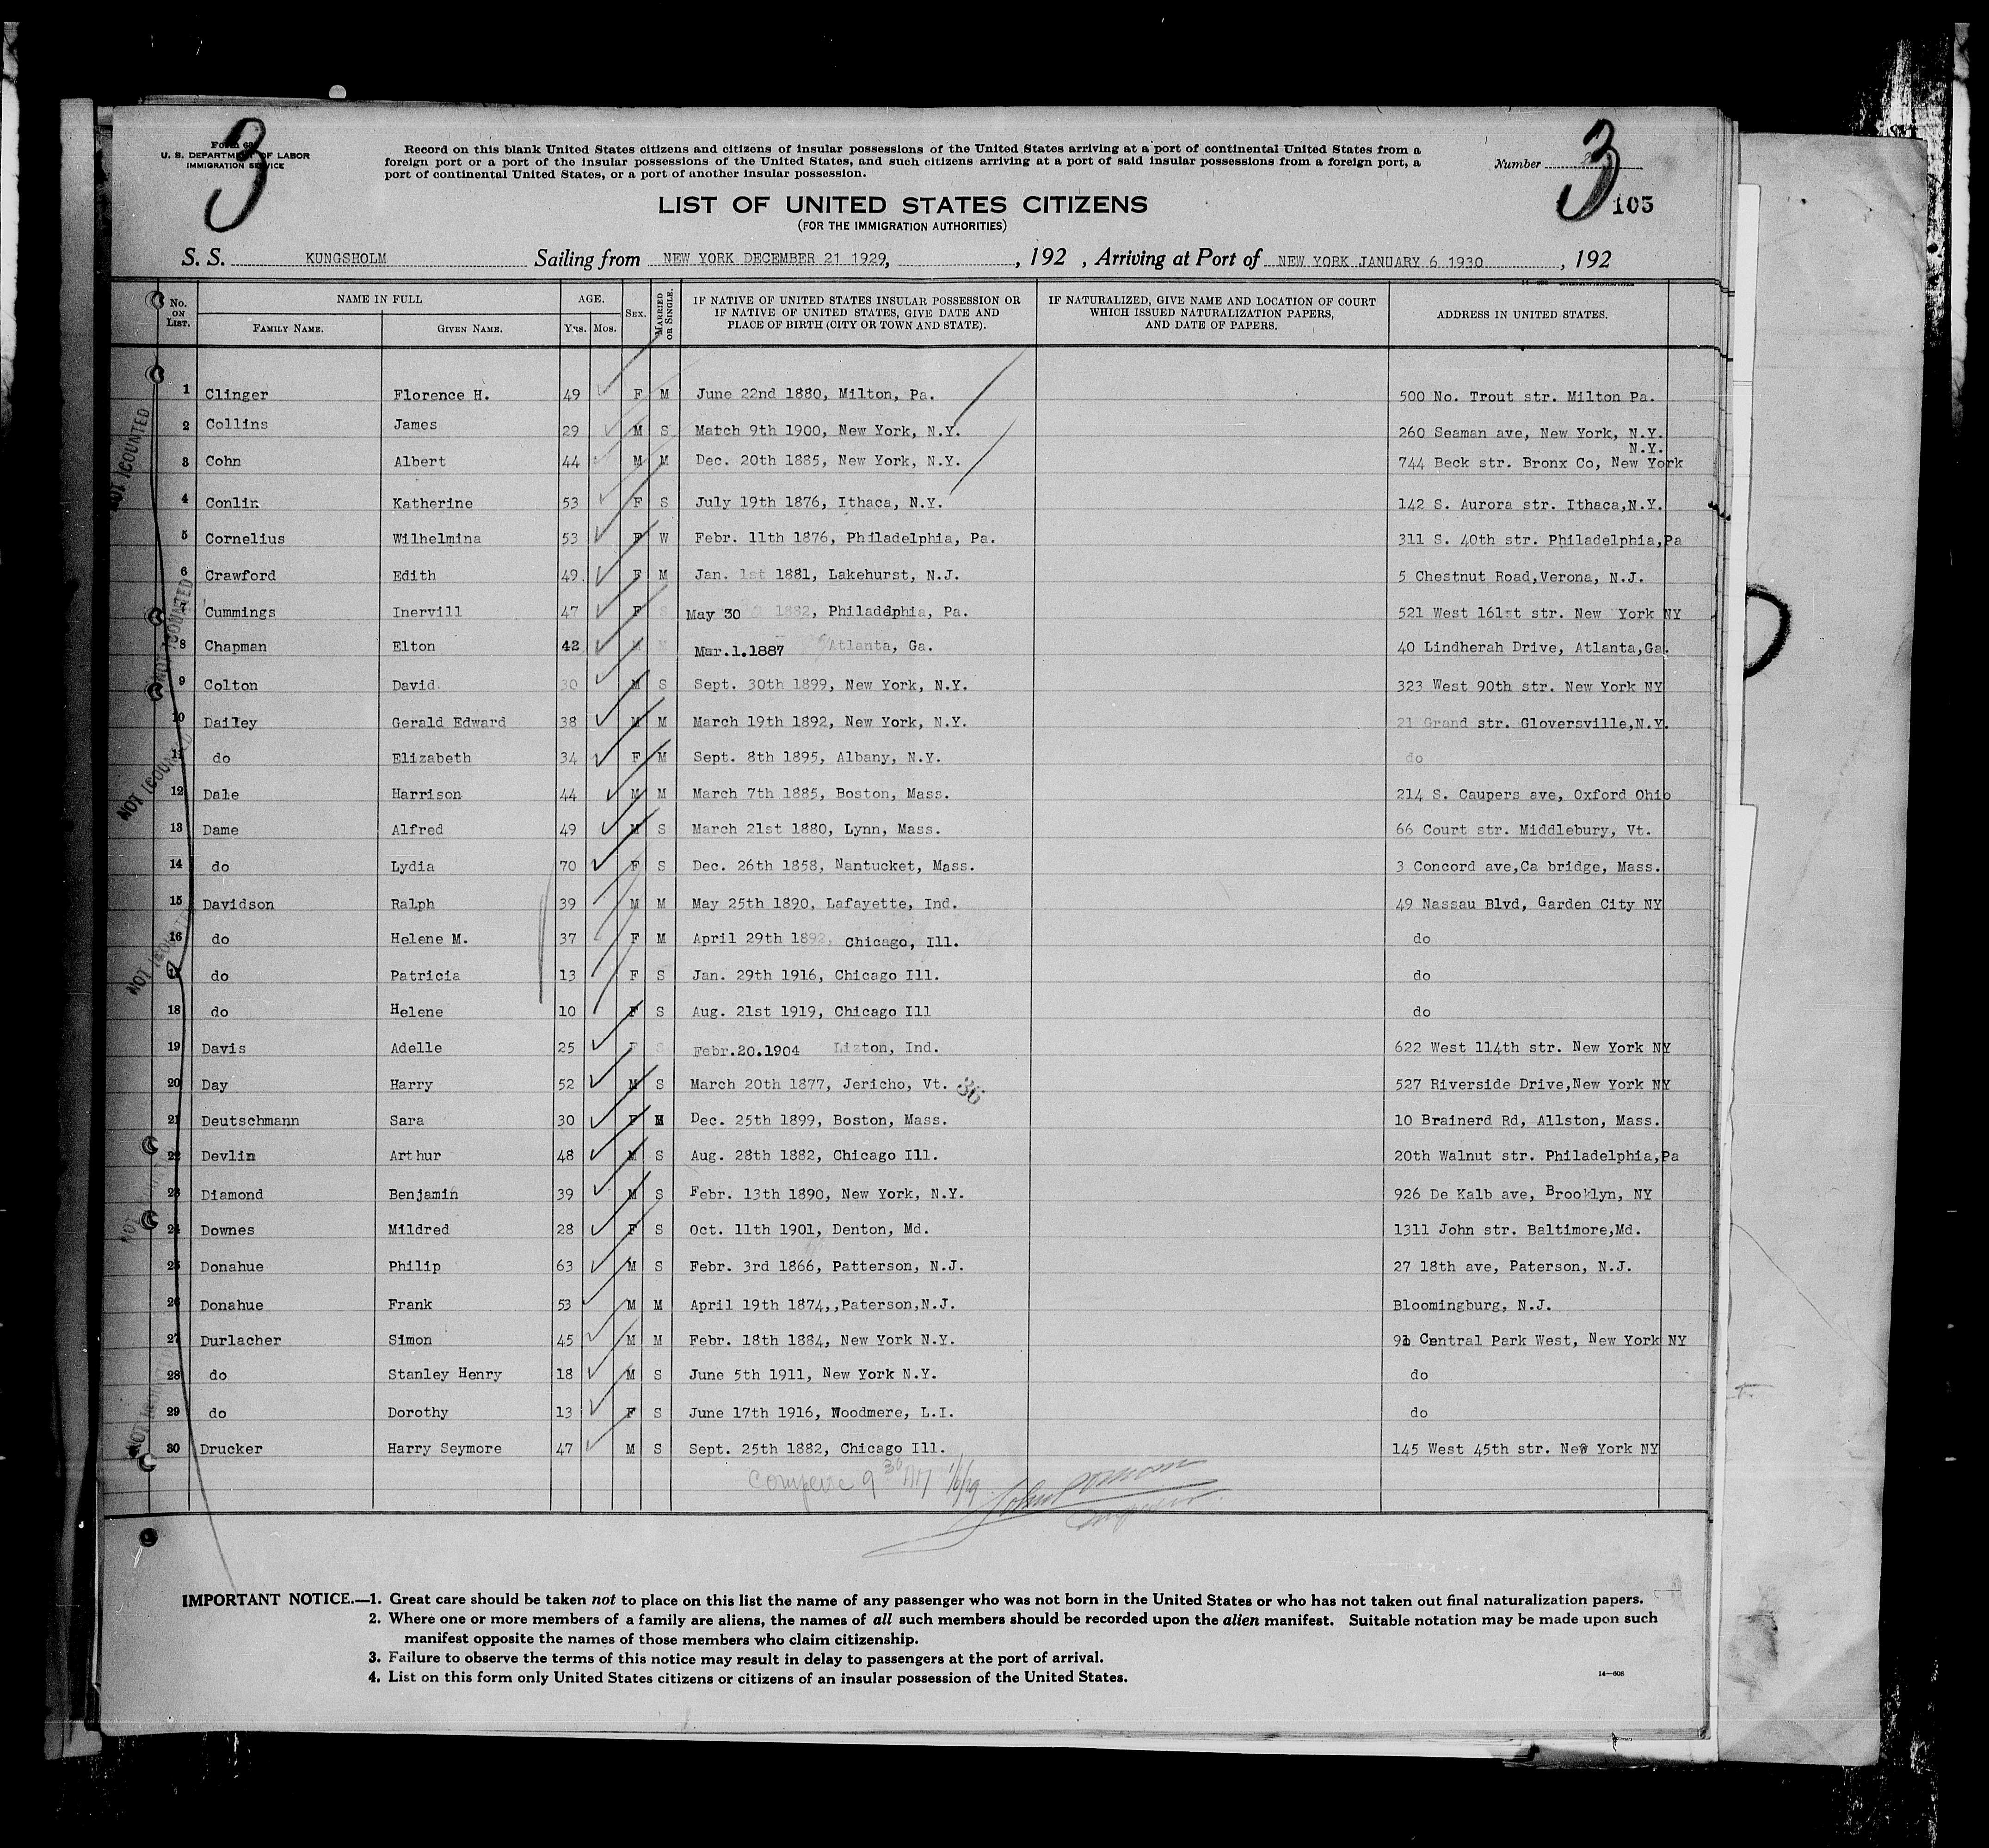 3
Form 63
U. S. DEPARTMENT OF LABOR
IMMIGRATION SERVICE
Record on this blank United States citizens and citizens of insular possessions of the United States arriving at a port of continental United States from a
foreign port or a port of the insular possessions of the United States, and such citizens arriving at a port of said insular possessions from a foreign port, a
port of continental United States, or a port of another insular possession.
Number 3
105
LIST OF UNITED STATES CITIZENS
(FOR THE IMMIGRATION AUTHORITIES)
S. S. KUNGSHOLM Sailing from NEW YORK DECEMBER 21 1929, , 192 , Arriving at Port of NEW YORK JANUARY 6 1930 , 192
No. ON LIST. NAME IN FULL FAMILY NAME. GIVEN NAME. AGE. Yrs. Mos. SEX. MARRIED OR SINGLE. IF NATIVE OF UNITED STATES INSULAR POSSESSION OR IF NATIVE OF UNITED STATES, GIVE DATE AND PLACE OF BIRTH (CITY OR TOWN AND STATE). IF NATURALIZED, GIVE NAME AND LOCATION OF COURT WHICH ISSUED NATURALIZATION PAPERS, AND DATE OF PAPERS. ADDRESS IN UNITED STATES.
1 Clinger Florence H. 49 F M June 22nd 1880, Milton, Pa. 500 No. Trout str. Milton Pa.
2 Collins James 29 M S Match 9th 1900, New York, N.Y. 260 Seaman ave, New York, N.Y.
3 Cohn Albert 44 M M Dec. 20th 1885, New York, N.Y. 744 Beck str. Bronx Co, New York N.Y.
4 Conlin Katherine 53 F S July 19th 1876, Ithaca, N.Y. 142 S. Aurora str. Ithaca,N.Y.
5 Cornelius Wilhelmina 53 F W Febr. 11th 1876, Philadelphia, Pa. 311 S. 40th str. Philadelphia,Pa
6 Crawford Edith 49. F M Jan. 1st 1881, Lakehurst, N.J. 5 Chestnut Road,Verona, N.J.
7 Cummings Inervill 47 F S May 30 1882, Philaddphia, Pa. 521 West 161st str. New York NY
8 Chapman Elton 42 M M Mar.1.1887 Atlanta, Ga. 40 Lindherah Drive, Atlanta,Ga.
9 Colton David. 30 M S Sept. 30th 1899, New York, N.Y. 323 West 90th str. New York NY
10 Dailey Gerald Edward 38 M M March 19th 1892, New York, N.Y. 21 Grand str. Gloversville,N.Y.
11 do Elizabeth 34 F M Sept. 8th 1895, Albany, N.Y. do
12 Dale Harrison 44 M M March 7th 1885, Boston, Mass. 214 S. Caupers ave, Oxford Ohio
13 Dame Alfred 49 M S March 21st 1880, Lynn, Mass. 66 Court str. Middlebury, Vt.
14 do Lydia 70 F S Dec. 26th 1858, Nantucket, Mass. 3 Concord ave,Ca bridge, Mass.
15 Davidson Ralph 39 M M May 25th 1890, Lafayette, Ind. 49 Nassau Blvd, Garden City NY
16 do Helene M. 37 F M April 29th 1892, Chicago, Ill. do
17 do Patricia 13 F S Jan. 29th 1916, Chicago Ill. do
18 do Helene 10 F S Aug. 21st 1919, Chicago Ill do
19 Davis Adelle 25 F S Febr.20.1904 Lizton, Ind. 622 West 114th str. New York NY
20 Day Harry 52 M S March 20th 1877, Jericho, Vt. 36 527 Riverside Drive,New York NY
21 Deutschmann Sara 30 F M Dec. 25th 1899, Boston, Mass. 10 Brainerd Rd, Allston, Mass.
22 Devlin Arthur 48 M S Aug. 28th 1882, Chicago Ill. 20th Walnut str. Philadelphia,Pa
23 Diamond Benjamin 39 M S Febr. 13th 1890, New York, N.Y. 926 De Kalb ave, Brooklyn, NY
24 Downes Mildred 28 F S Oct. 11th 1901, Denton, Md. 1311 John str. Baltimore,Md.
25 Donahue Philip 63 M S Febr. 3rd 1866, Patterson, N.J. 27 18th ave, Paterson, N.J.
26 Donahue Frank 53 M M April 19th 1874,,Paterson,N.J. Bloomingburg, N.J.
27 Durlacher Simon 45 M M Febr. 18th 1884, New York N.Y. 91 Central Park West, New York NY
28 do Stanley Henry 18 M S June 5th 1911, New York N.Y. do
29 do Dorothy 13 F S June 17th 1916, Woodmere, L.I. do
30 Drucker Harry Seymore 47 M S Sept. 25th 1882, Chicago Ill. 145 West 45th str. New York NY
IMPORTANT NOTICE.—1. Great care should be taken not to place on this list the name of any passenger who was not born in the United States or who has not taken out final naturalization papers.
2. Where one or more members of a family are aliens, the names of all such members should be recorded upon the alien manifest. Suitable notation may be made upon such
manifest opposite the names of those members who claim citizenship.
3. Failure to observe the terms of this notice may result in delay to passengers at the port of arrival.
4. List on this form only United States citizens or citizens of an insular possession of the United States.
14—608